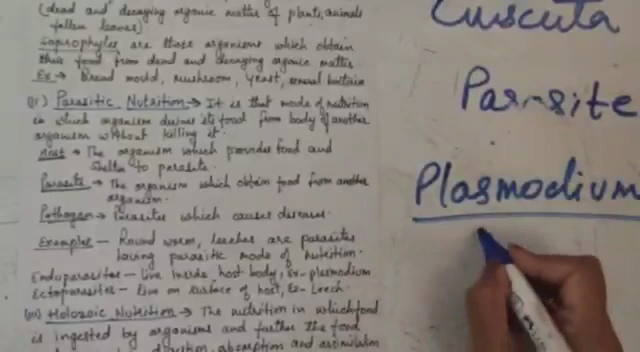 (dead and decaying organic matter of plants, animals
fallen leaves)
Saprophytes are those organisms which obtain
their food from dead and decaying organic matter
Ex → Bread mould, mushroom, Yeast, several bacteria
(ii) Parasitic Nutrition → It is that mode of nutrition
in which organism derives its food from body of another
organism without killing it.
Host → The organism which provides food and
shelter to parasite.
Parasite → The organism which obtain food from another
organism.
Pathogen → Parasites which causes diseases.
Examples – Round worm, leeches are parasites
having parasitic mode of nutrition.
Endoparasites – live inside host body, Ex- plasmodium
Ectoparasites – live on surface of host, Ex- Leech.
(iii) Holozoic Nutrition → The nutrition in which food
is ingested by organisms and further the food
absorption and assimilation
Cuscuta
Parasite
Plasmodium